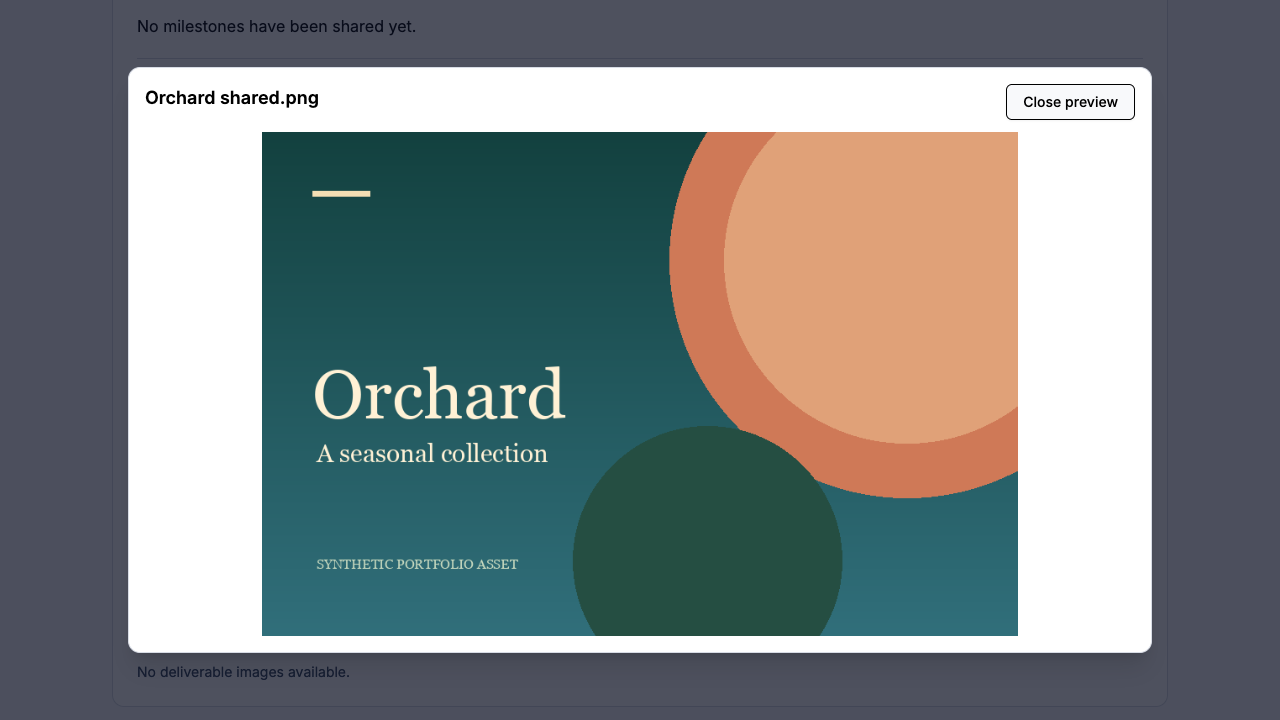 No milestones have been shared yet.
Orchard shared.png
Close preview
Orchard
A seasonal collection
SYNTHETIC PORTFOLIO ASSET
No deliverable images available.